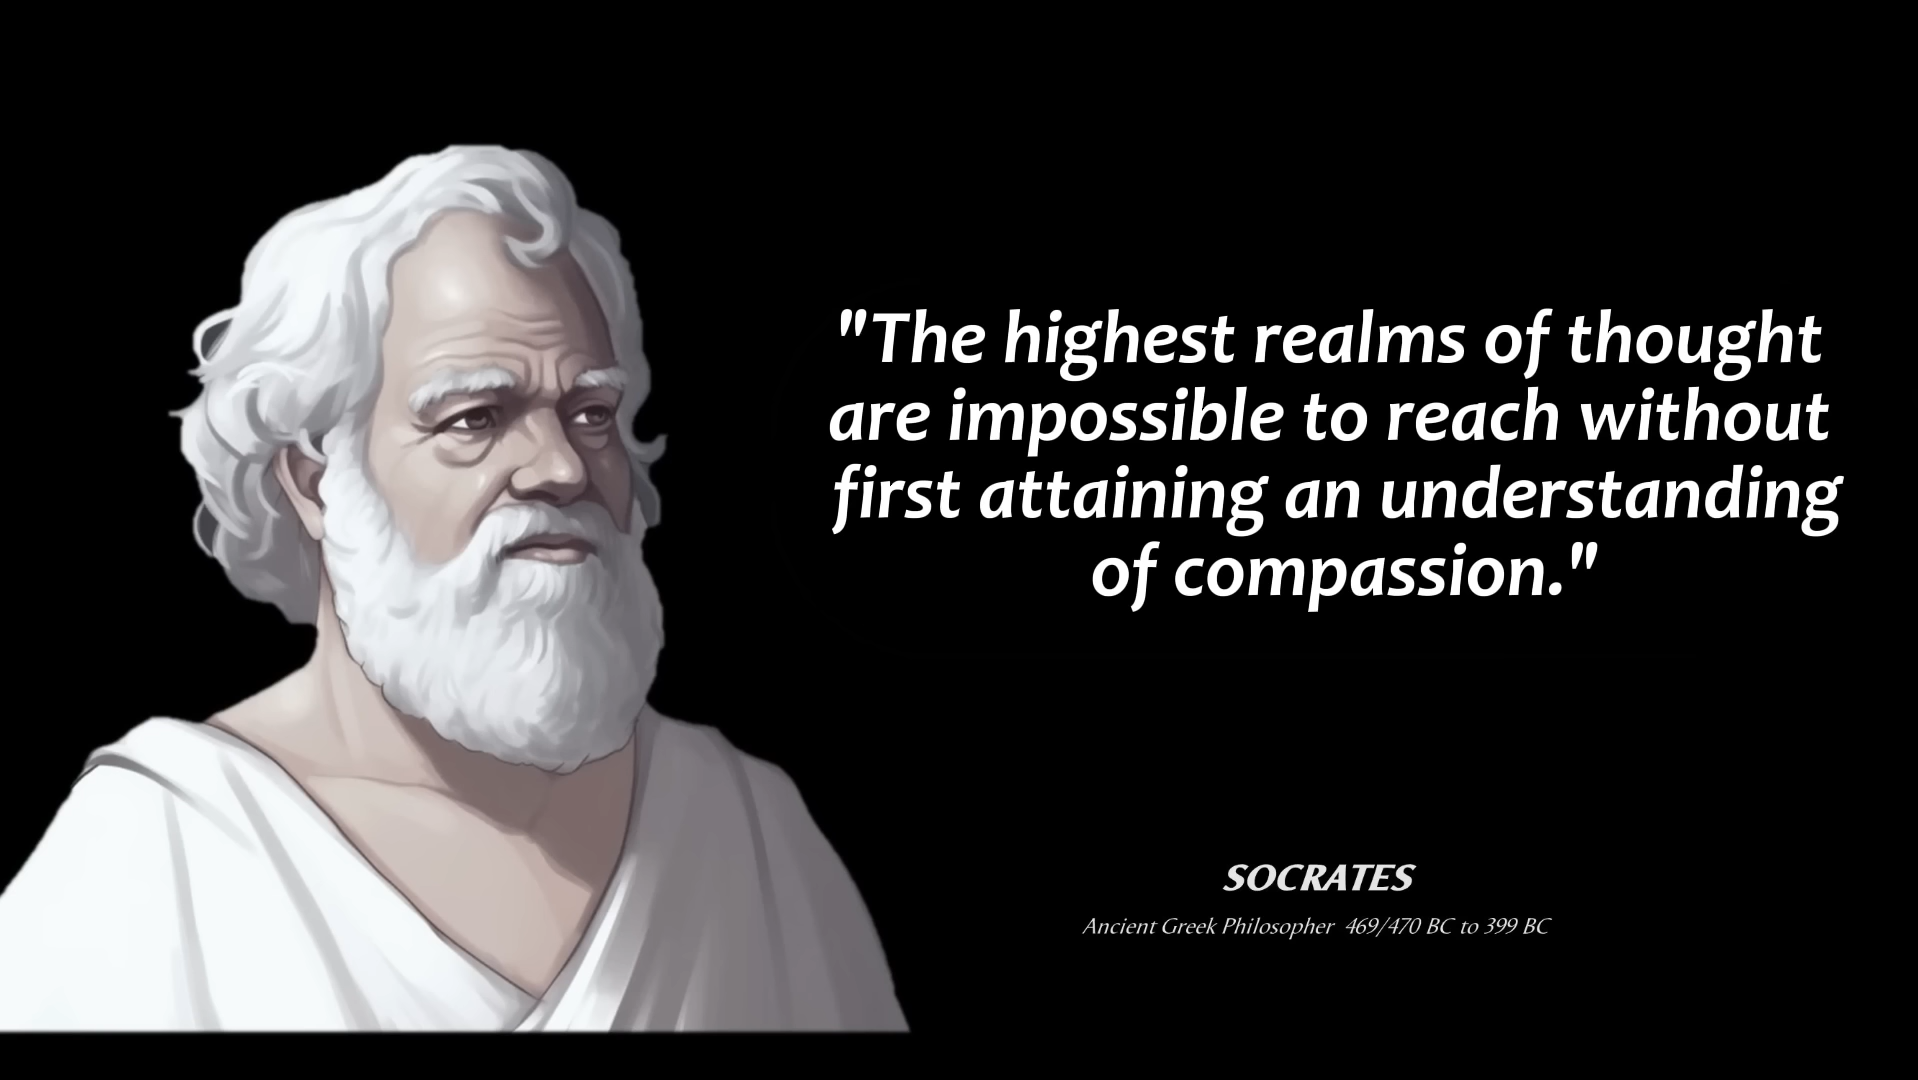 "The highest realms of thought
are impossible to reach without
first attaining an understanding
of compassion."
SOCRATES
Ancient Greek Philosopher 469/470 BC to 399 BC